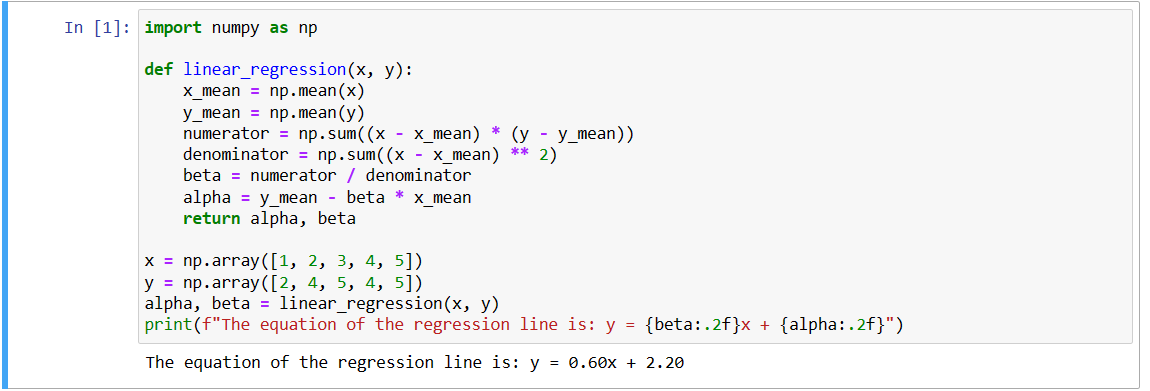 In [1]: import numpy as np
def linear_regression(x, y):
    x_mean = np.mean(x)
    y_mean = np.mean(y)
    numerator = np.sum((x - x_mean) * (y - y_mean))
    denominator = np.sum((x - x_mean) ** 2)
    beta = numerator / denominator
    alpha = y_mean - beta * x_mean
    return alpha, beta
x = np.array([1, 2, 3, 4, 5])
y = np.array([2, 4, 5, 4, 5])
alpha, beta = linear_regression(x, y)
print(f"The equation of the regression line is: y = {beta:.2f}x + {alpha:.2f}")
The equation of the regression line is: y = 0.60x + 2.20